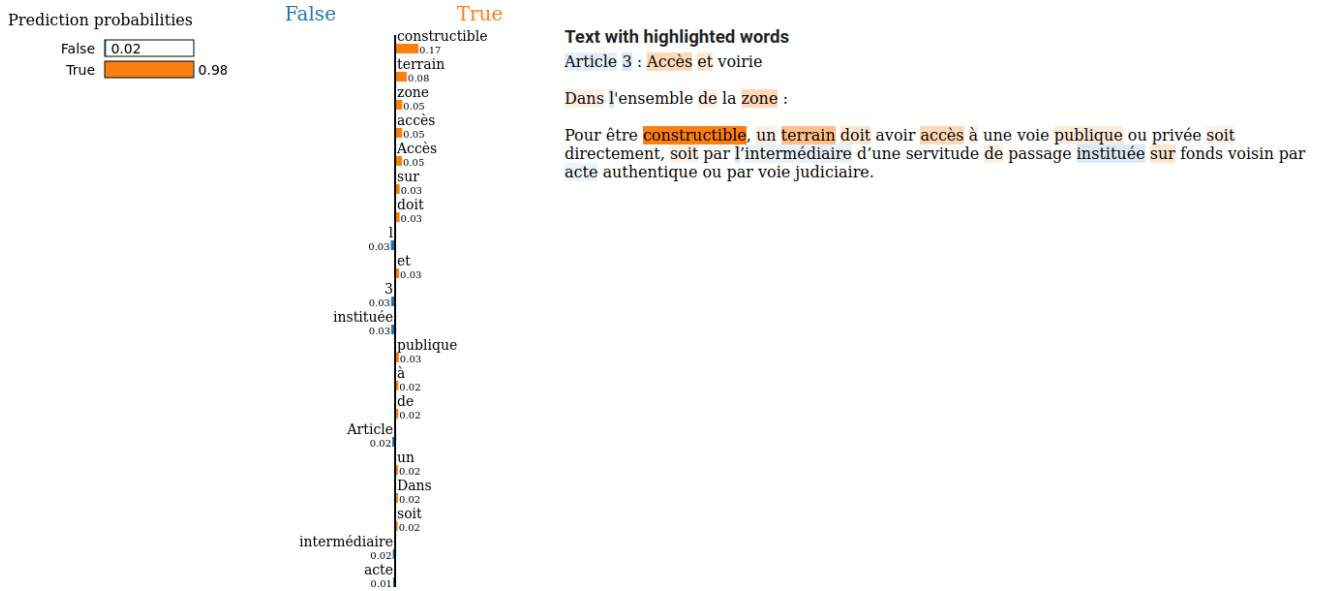 Prediction probabilities
False 0.02
True 0.98
False True
constructible
0.17
terrain
0.08
zone
0.05
accès
0.05
Accès
0.05
sur
0.03
doit
0.03
l
0.03
et
0.03
3
0.03
instituée
0.03
publique
0.03
à
0.02
de
0.02
Article
0.02
un
0.02
Dans
0.02
soit
0.02
intermédiaire
0.02
acte
0.01
Text with highlighted words
Article 3 : Accès et voirie
Dans l'ensemble de la zone :
Pour être constructible, un terrain doit avoir accès à une voie publique ou privée soit
directement, soit par l’intermédiaire d’une servitude de passage instituée sur fonds voisin par
acte authentique ou par voie judiciaire.